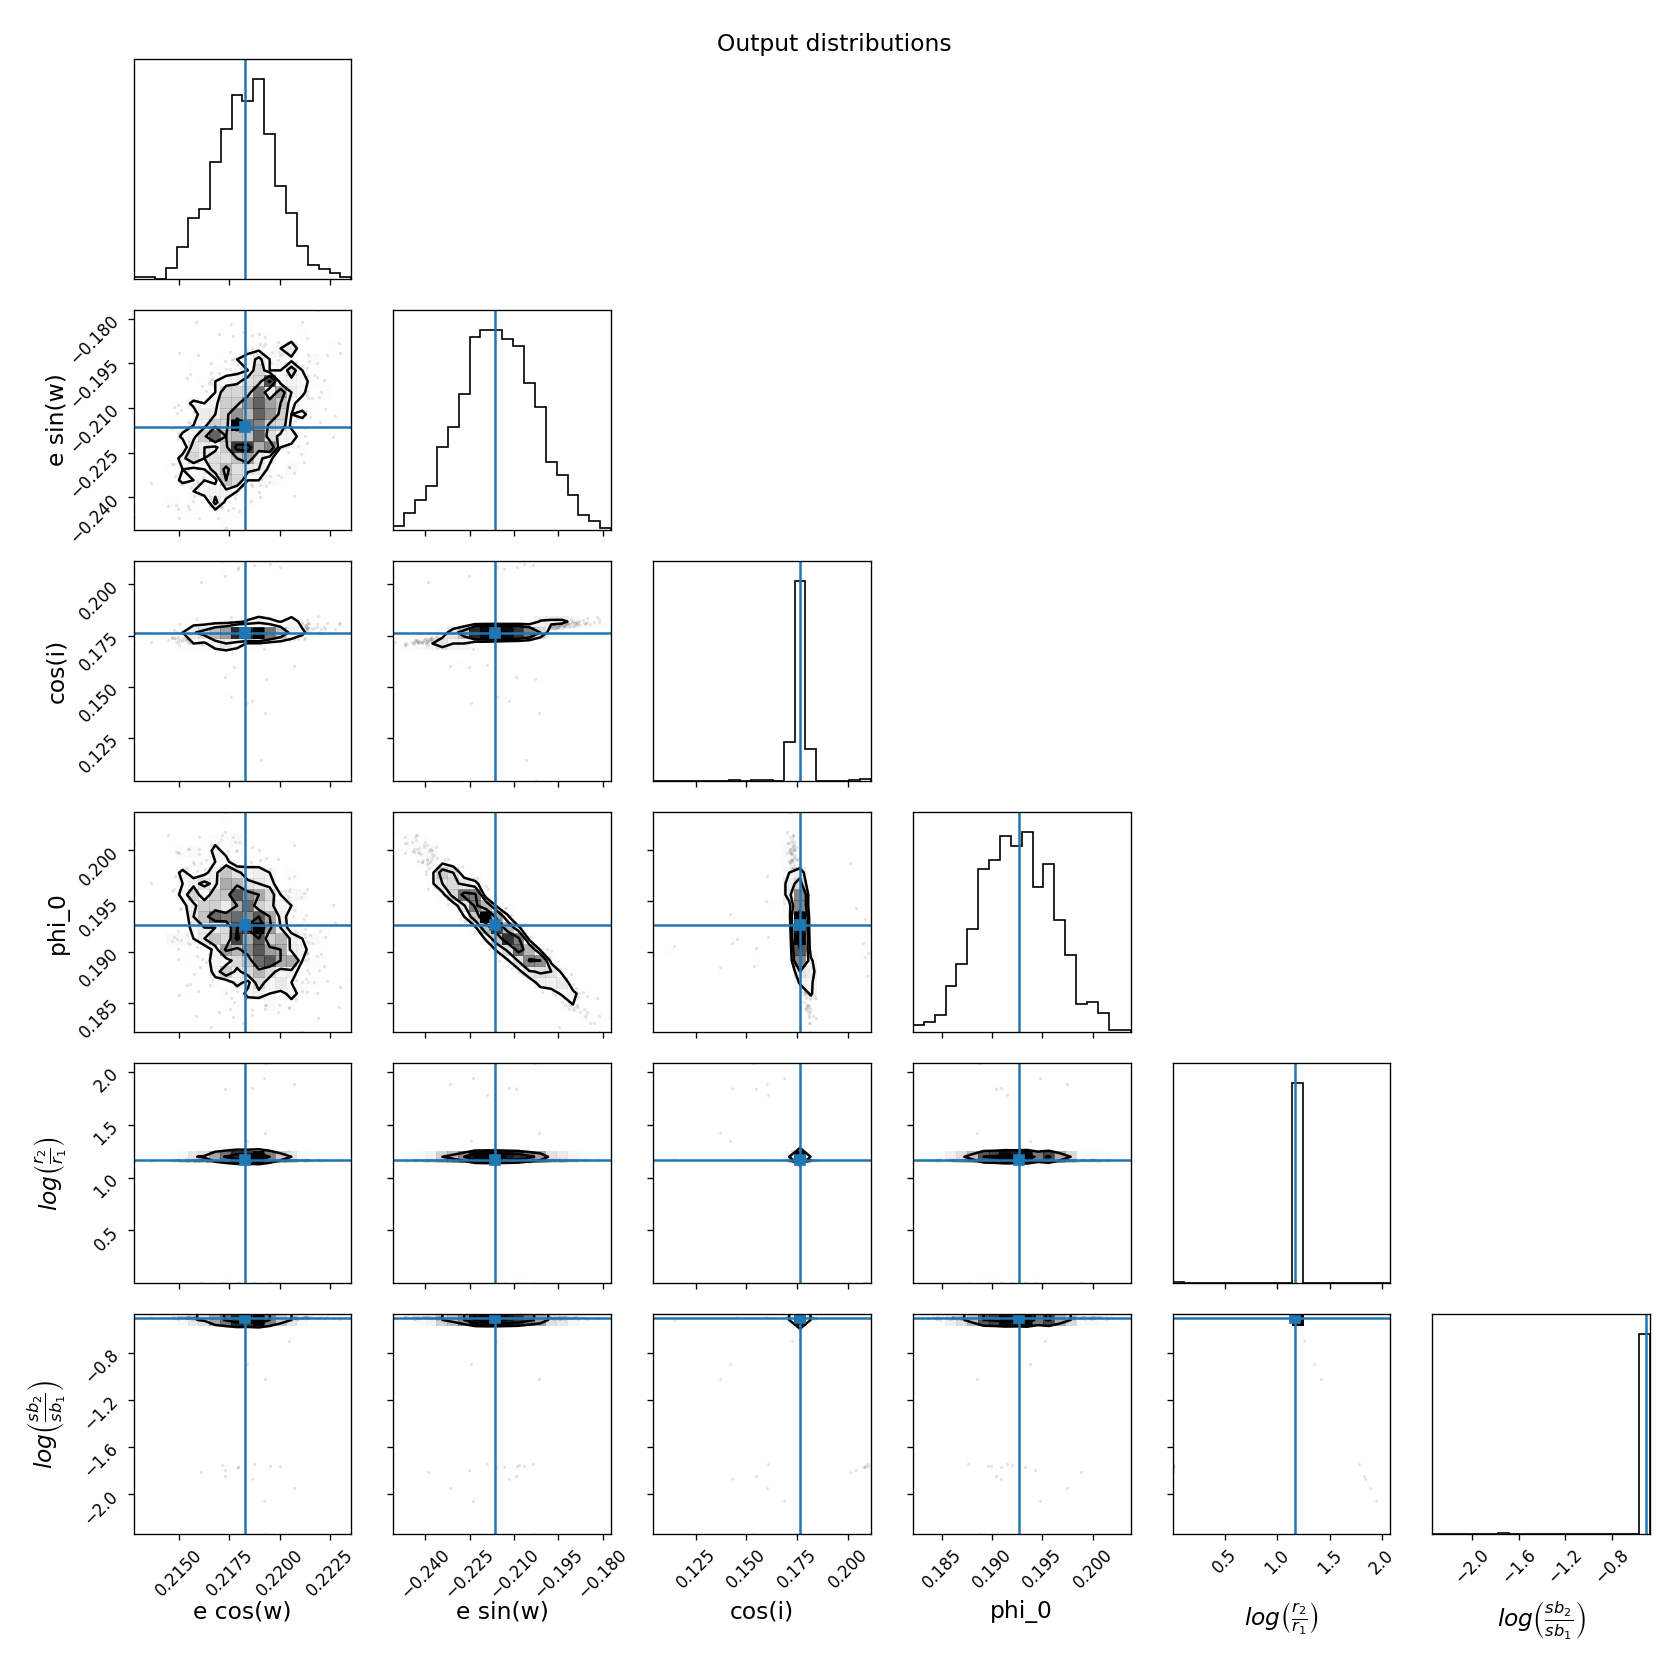 Output distributions
e sin(w)
−0.180
−0.195
−0.210
−0.225
−0.240
cos(i)
0.200
0.175
0.150
0.125
phi_0
0.200
0.195
0.190
0.185
log(r₂/r₁)
2.0
1.5
1.0
0.5
log(sb₂/sb₁)
−0.8
−1.2
−1.6
−2.0
0.2150 0.2175 0.2200 0.2225 −0.240 −0.225 −0.210 −0.195 −0.180 0.125 0.150 0.175 0.200 0.185 0.190 0.195 0.200 0.5 1.0 1.5 2.0 −2.0 −1.6 −1.2 −0.8
e cos(w) e sin(w) cos(i) phi_0 log(r₂/r₁) log(sb₂/sb₁)